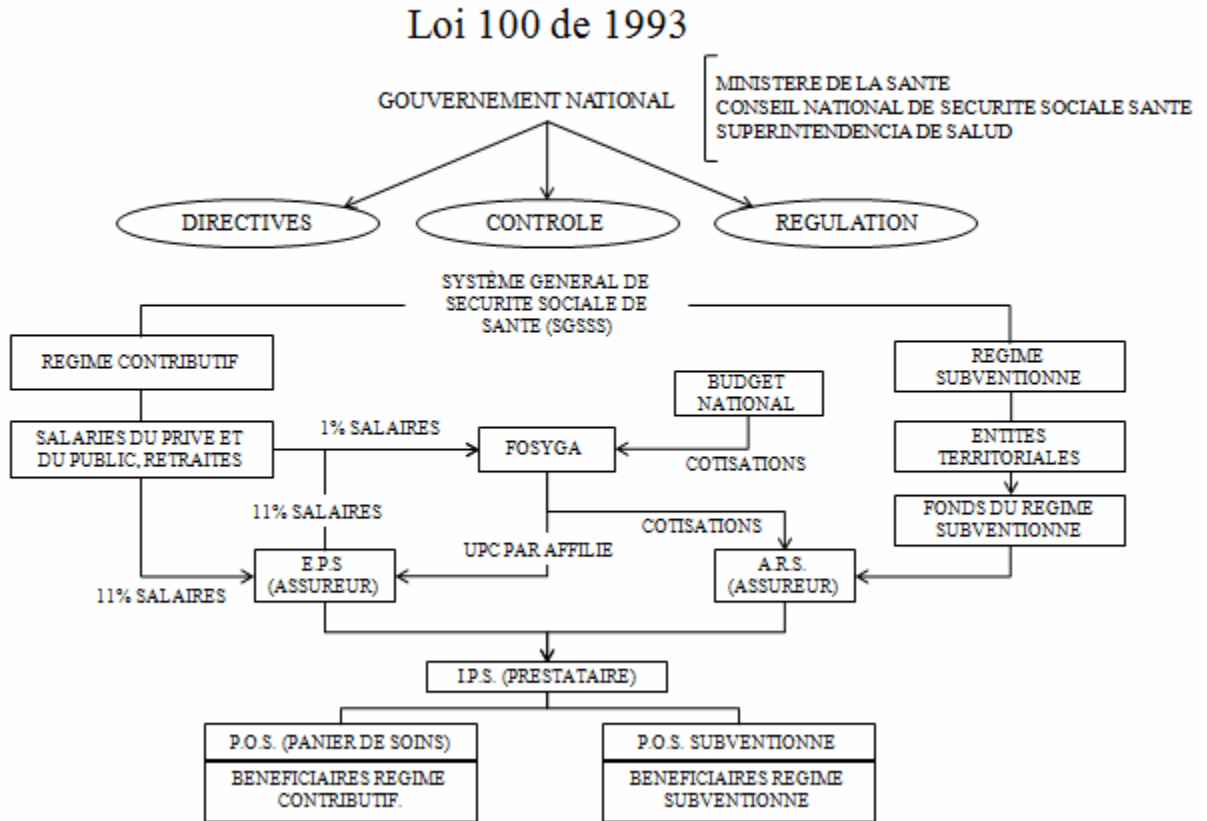 Loi 100 de 1993
GOUVERNEMENT NATIONAL
MINISTERE DE LA SANTE
CONSEIL NATIONAL DE SECURITE SOCIALE SANTE
SUPERINTENDENCIA DE SALUD
DIRECTIVES
CONTROLE
REGULATION
SYSTÈME GENERAL DE
SECURITE SOCIALE DE
SANTE (SGSSS)
REGIME CONTRIBUTIF
REGIME
SUBVENTIONNE
BUDGET
NATIONAL
SALARIES DU PRIVE ET
DU PUBLIC, RETRAITES
1% SALAIRES
FOSYGA
COTISATIONS
ENTITES
TERRITORIALES
11% SALAIRES
COTISATIONS
FONDS DU REGIME
SUBVENTIONNE
UPC PAR AFFILIE
E.P.S
(ASSUREUR)
A.R.S.
(ASSUREUR)
11% SALAIRES
I.P.S. (PRESTATAIRE)
P.O.S. (PANIER DE SOINS)
BENEFICIAIRES REGIME
CONTRIBUTIF.
P.O.S. SUBVENTIONNE
BENEFICIAIRES REGIME
SUBVENTIONNE